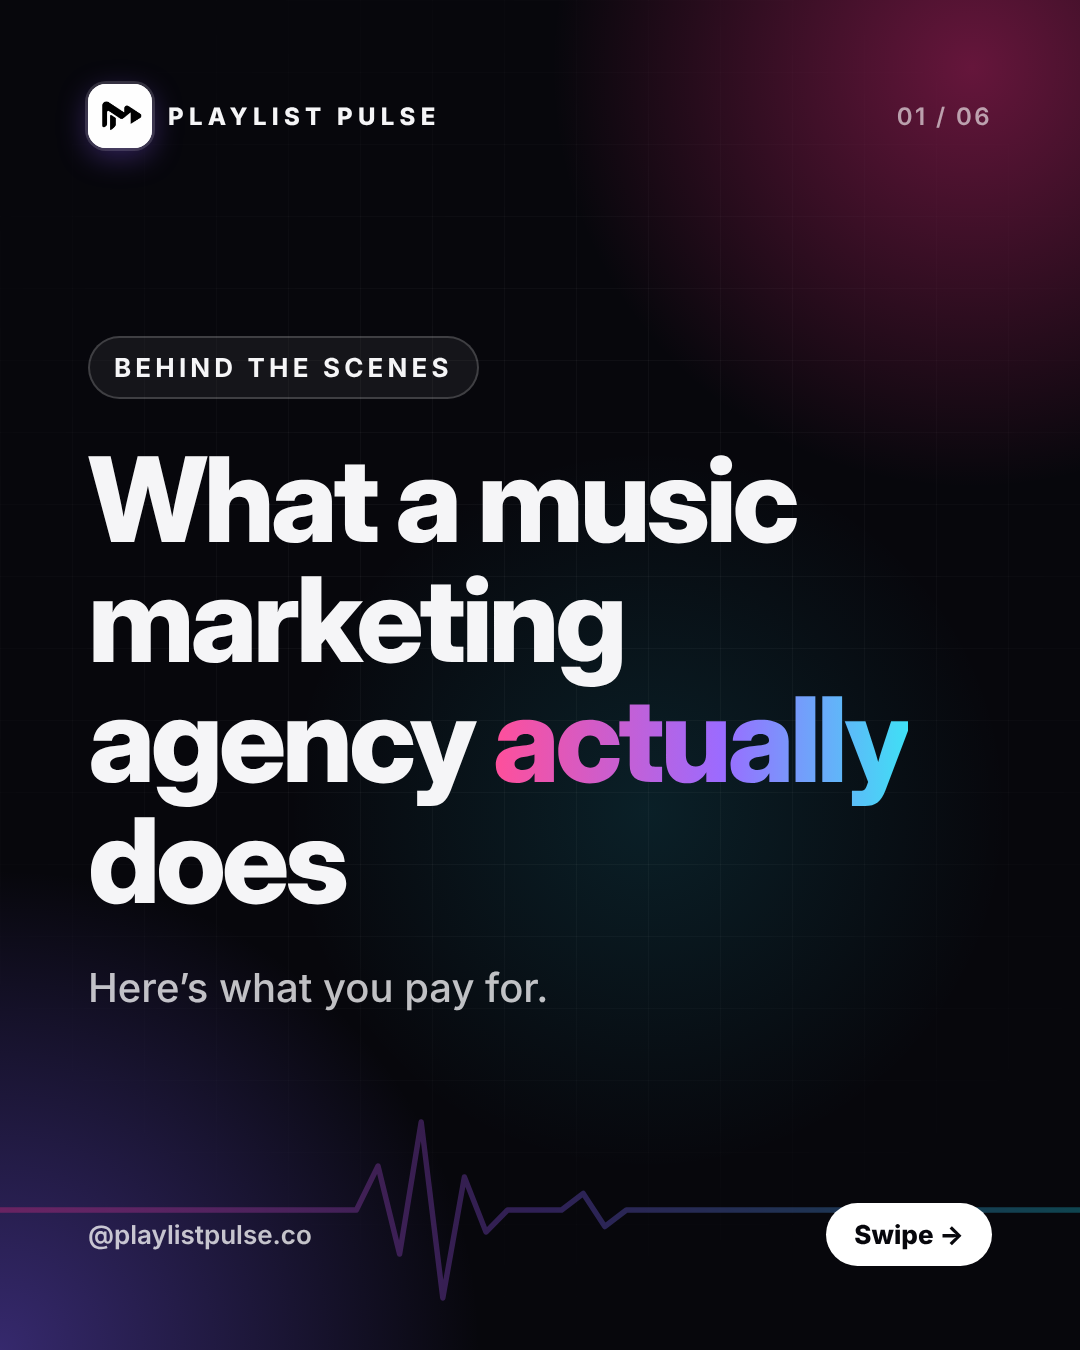 PLAYLIST PULSE
01 / 06
BEHIND THE SCENES
What a music
marketing
agency actually
does
Here’s what you pay for.
@playlistpulse.co
Swipe →